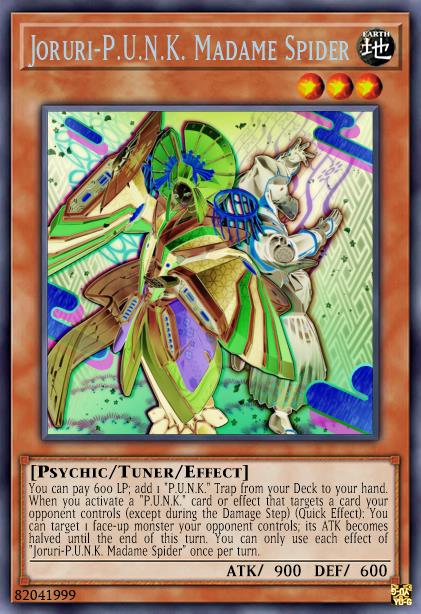 JORURI-P.U.N.K. MADAME SPIDER
EARTH
地
[PSYCHIC/TUNER/EFFECT]
You can pay 600 LP; add 1 "P.U.N.K." Trap from your Deck to your hand.
When you activate a "P.U.N.K." card or effect that targets a card your
opponent controls (except during the Damage Step) (Quick Effect): You
can target 1 face-up monster your opponent controls; its ATK becomes
halved until the end of this turn. You can only use each effect of
"Joruri-P.U.N.K. Madame Spider" once per turn.
ATK/ 900 DEF/ 600
82041999